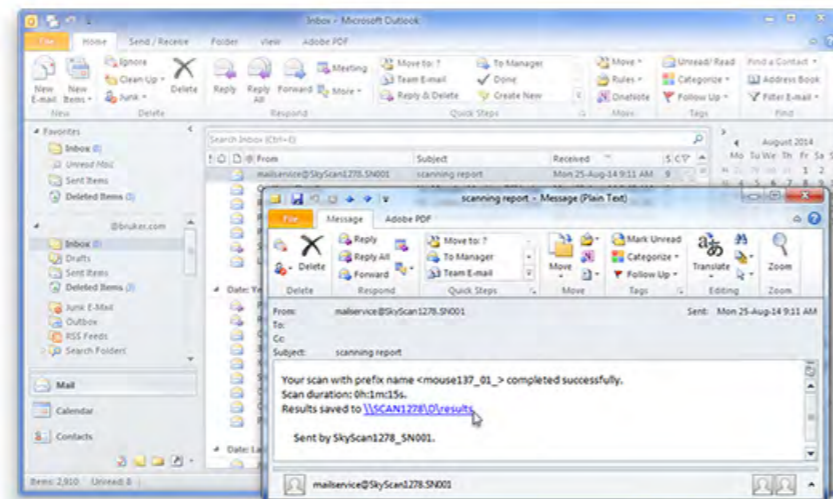 Inbox - Microsoft Outlook
File Home Send / Receive Folder View Adobe PDF
Ignore
Clean Up
Junk
Delete
New E-mail
New Items
Reply
Reply All
Forward
Meeting
More
Move to: ?
Team E-mail
Reply & Delete
To Manager
Done
Create New
Move
Rules
OneNote
Unread/ Read
Categorize
Follow Up
Find a Contact
Address Book
Filter E-mail
New Delete Respond Quick Steps Move Tags Find
Favorites
Inbox
Unread Mail
Sent Items
Deleted Items (3)
@bruker.com
Inbox
Drafts
Sent Items
Deleted Items (3)
Junk E-Mail
Outbox
RSS Feeds
Search Folders
Mail
Calendar
Contacts
Items: 2,910 Unread: 8
Search Inbox (Ctrl+E)
From Subject Received
mailservice@SkyScan1278.SN001 scanning report Mon 25-Aug-14 9:11 AM 9
August 2014
Mo Tu We Th Fr Sa
scanning report - Message (Plain Text)
File Message Adobe PDF
Delete
Reply
Reply All
Forward
Move to: ?
To Manager
Team E-mail
Move
Mark Unread
Categorize
Follow Up
Translate
Zoom
Delete Respond Quick Steps Move Tags Editing Zoom
From: mailservice@SkyScan1278.SN001 Sent: Mon 25-Aug-14 9:11 AM
To:
Cc:
Subject: scanning report
Your scan with prefix name <mouse137_01_> completed successfully.
Scan duration: 0h:1m:15s.
Results saved to \\SCAN1278\D\results
Sent by SkyScan1278_SN001.
mailservice@SkyScan1278.SN001